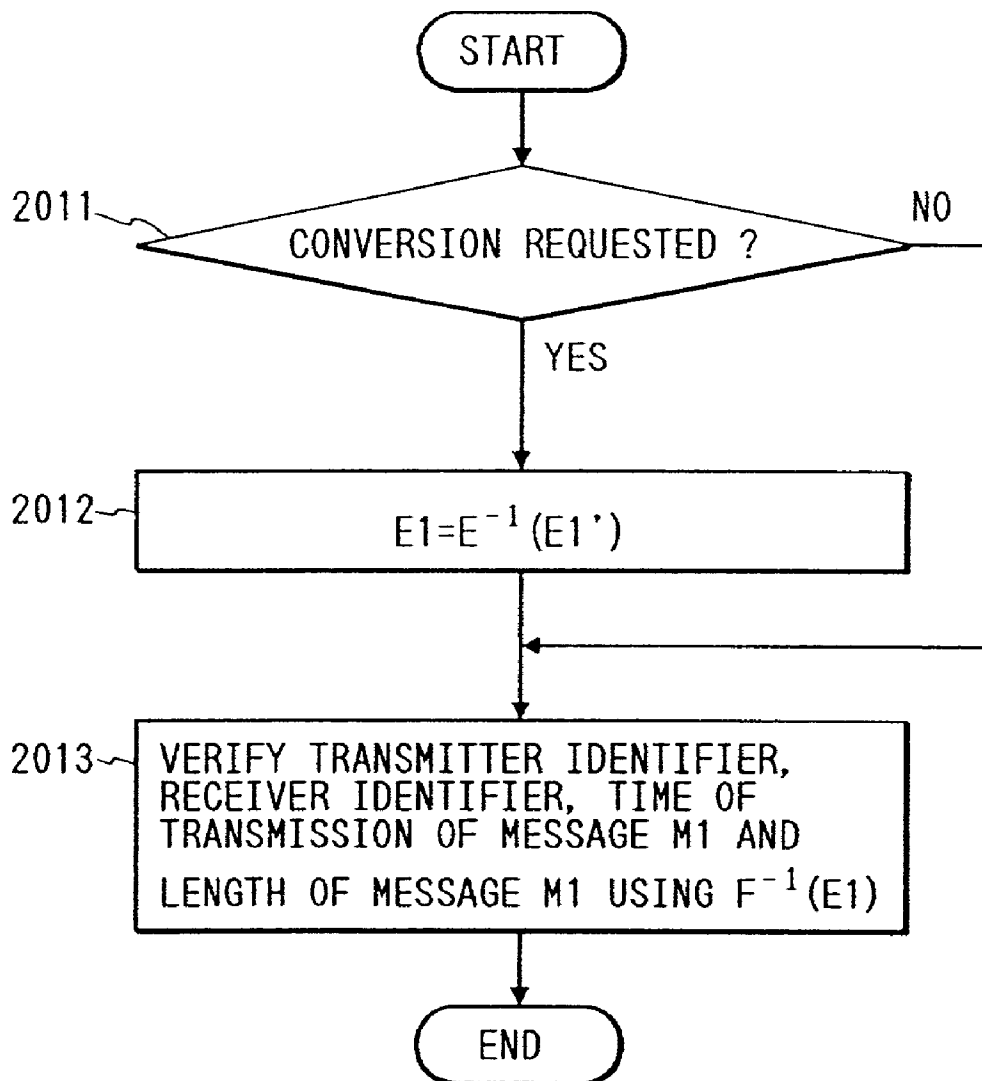 START
2011
CONVERSION REQUESTED ?
NO
YES
2012
E1=E⁻¹(E1')
2013
VERIFY TRANSMITTER IDENTIFIER,
RECEIVER IDENTIFIER, TIME OF
TRANSMISSION OF MESSAGE M1 AND
LENGTH OF MESSAGE M1 USING F⁻¹(E1)
END